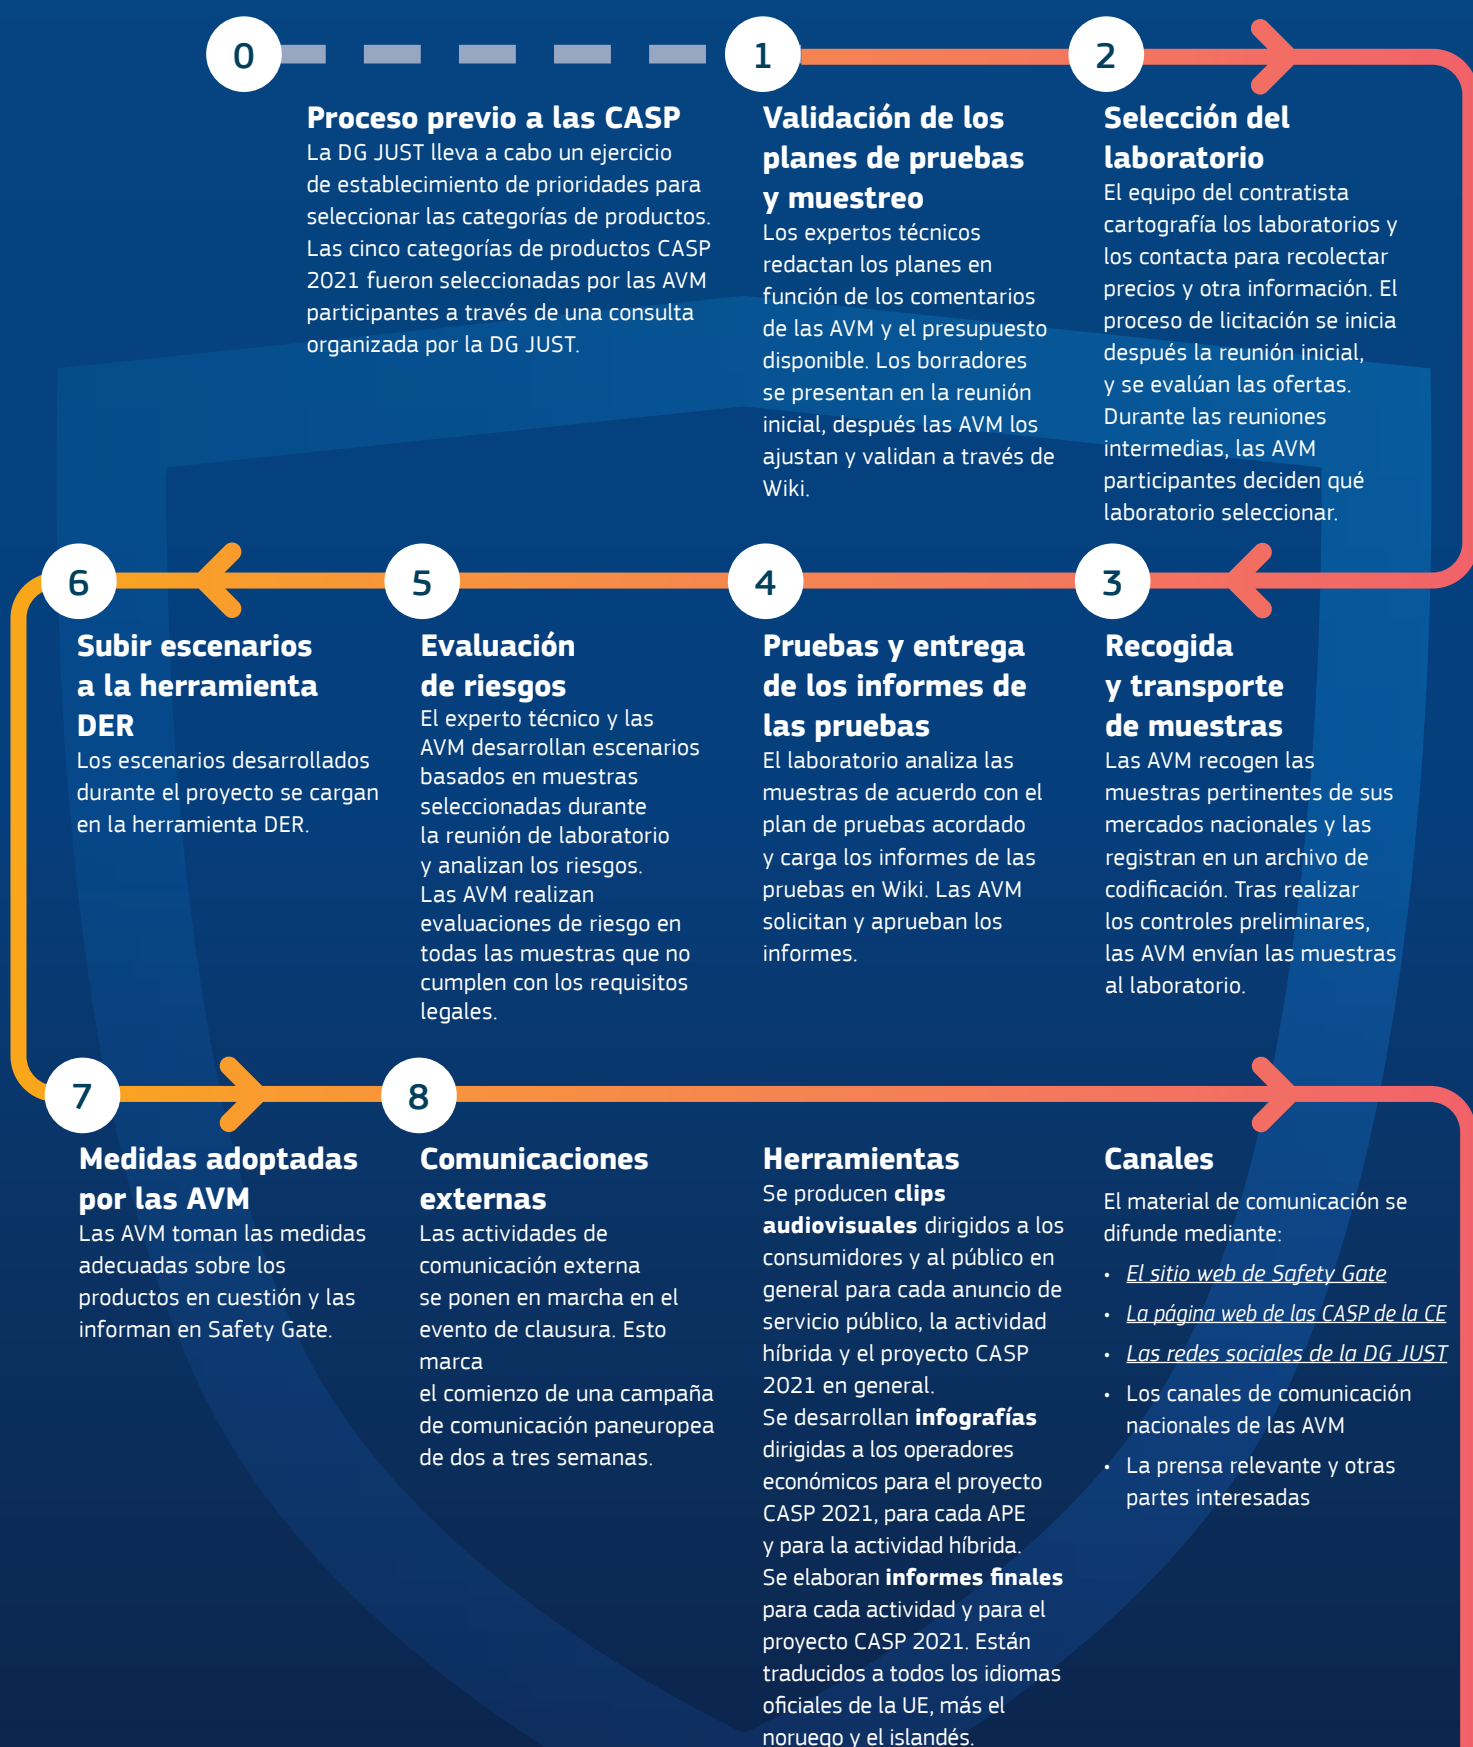 0
Proceso previo a las CASP
La DG JUST lleva a cabo un ejercicio
de establecimiento de prioridades para
seleccionar las categorías de productos.
Las cinco categorías de productos CASP
2021 fueron seleccionadas por las AVM
participantes a través de una consulta
organizada por la DG JUST.
1
Validación de los
planes de pruebas
y muestreo
Los expertos técnicos
redactan los planes en
función de los comentarios
de las AVM y el presupuesto
disponible. Los borradores
se presentan en la reunión
inicial, después las AVM los
ajustan y validan a través de
Wiki.
2
Selección del
laboratorio
El equipo del contratista
cartografía los laboratorios y
los contacta para recolectar
precios y otra información. El
proceso de licitación se inicia
después la reunión inicial,
y se evalúan las ofertas.
Durante las reuniones
intermedias, las AVM
participantes deciden qué
laboratorio seleccionar.
3
Recogida
y transporte
de muestras
Las AVM recogen las
muestras pertinentes de sus
mercados nacionales y las
registran en un archivo de
codificación. Tras realizar
los controles preliminares,
las AVM envían las muestras
al laboratorio.
4
Pruebas y entrega
de los informes de
las pruebas
El laboratorio analiza las
muestras de acuerdo con el
plan de pruebas acordado
y carga los informes de las
pruebas en Wiki. Las AVM
solicitan y aprueban los
informes.
5
Evaluación
de riesgos
El experto técnico y las
AVM desarrollan escenarios
basados en muestras
seleccionadas durante
la reunión de laboratorio
y analizan los riesgos.
Las AVM realizan
evaluaciones de riesgo en
todas las muestras que no
cumplen con los requisitos
legales.
6
Subir escenarios
a la herramienta
DER
Los escenarios desarrollados
durante el proyecto se cargan
en la herramienta DER.
7
Medidas adoptadas
por las AVM
Las AVM toman las medidas
adecuadas sobre los
productos en cuestión y las
informan en Safety Gate.
8
Comunicaciones
externas
Las actividades de
comunicación externa
se ponen en marcha en el
evento de clausura. Esto
marca
el comienzo de una campaña
de comunicación paneuropea
de dos a tres semanas.
Herramientas
Se producen clips
audiovisuales dirigidos a los
consumidores y al público en
general para cada anuncio de
servicio público, la actividad
híbrida y el proyecto CASP
2021 en general.
Se desarrollan infografías
dirigidas a los operadores
económicos para el proyecto
CASP 2021, para cada APE
y para la actividad híbrida.
Se elaboran informes finales
para cada actividad y para el
proyecto CASP 2021. Están
traducidos a todos los idiomas
oficiales de la UE, más el
noruego y el islandés.
Canales
El material de comunicación se
difunde mediante:
• El sitio web de Safety Gate
• La página web de las CASP de la CE
• Las redes sociales de la DG JUST
• Los canales de comunicación
nacionales de las AVM
• La prensa relevante y otras
partes interesadas